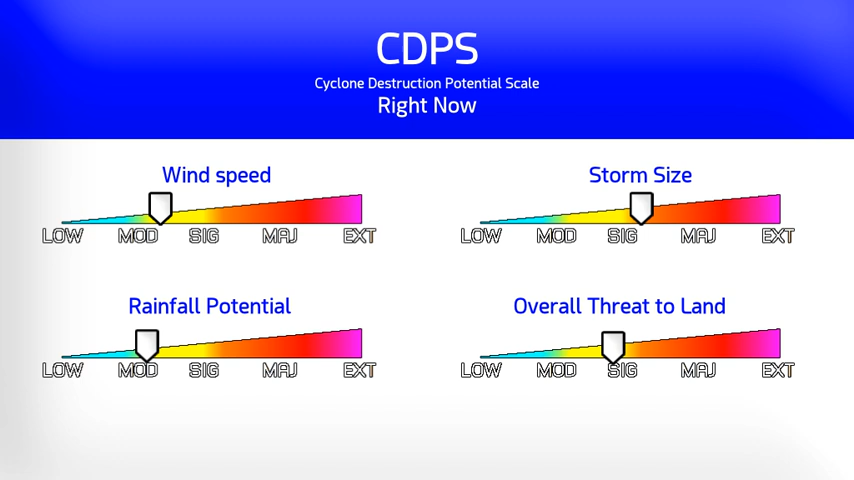 CDPS
Cyclone Destruction Potential Scale
Right Now
Wind speed
LOW MOD SIG MAJ EXT
Storm Size
LOW MOD SIG MAJ EXT
Rainfall Potential
LOW MOD SIG MAJ EXT
Overall Threat to Land
LOW MOD SIG MAJ EXT